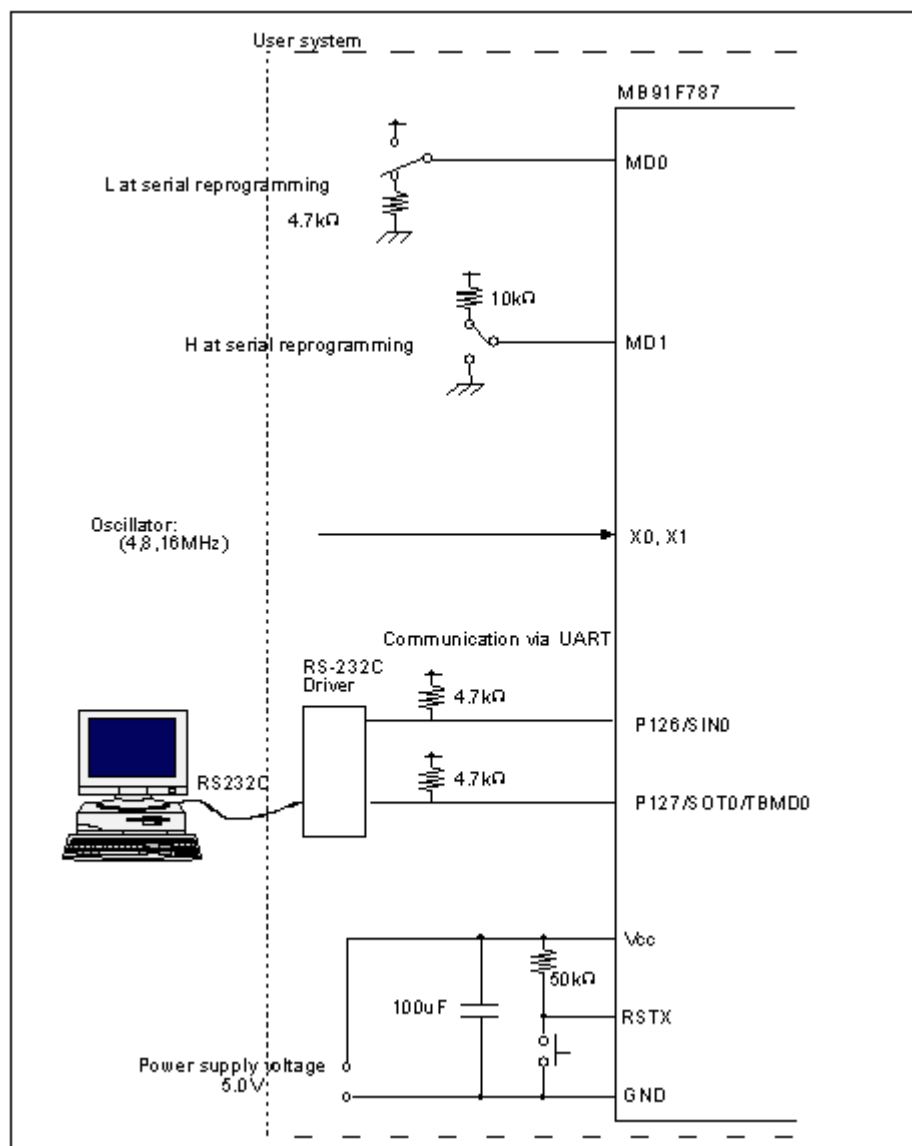 User system
MB91F787
MD0
L at serial reprogramming
4.7kΩ
10kΩ
H at serial reprogramming
MD1
Oscillator:
(4,8,16MHz)
X0, X1
Communication via UART
RS-232C
Driver
4.7kΩ
P126/SIN0
RS232C
4.7kΩ
P127/SOT0/TBMD0
Vcc
50kΩ
100uF
RSTX
Power supply voltage
5.0V
GND